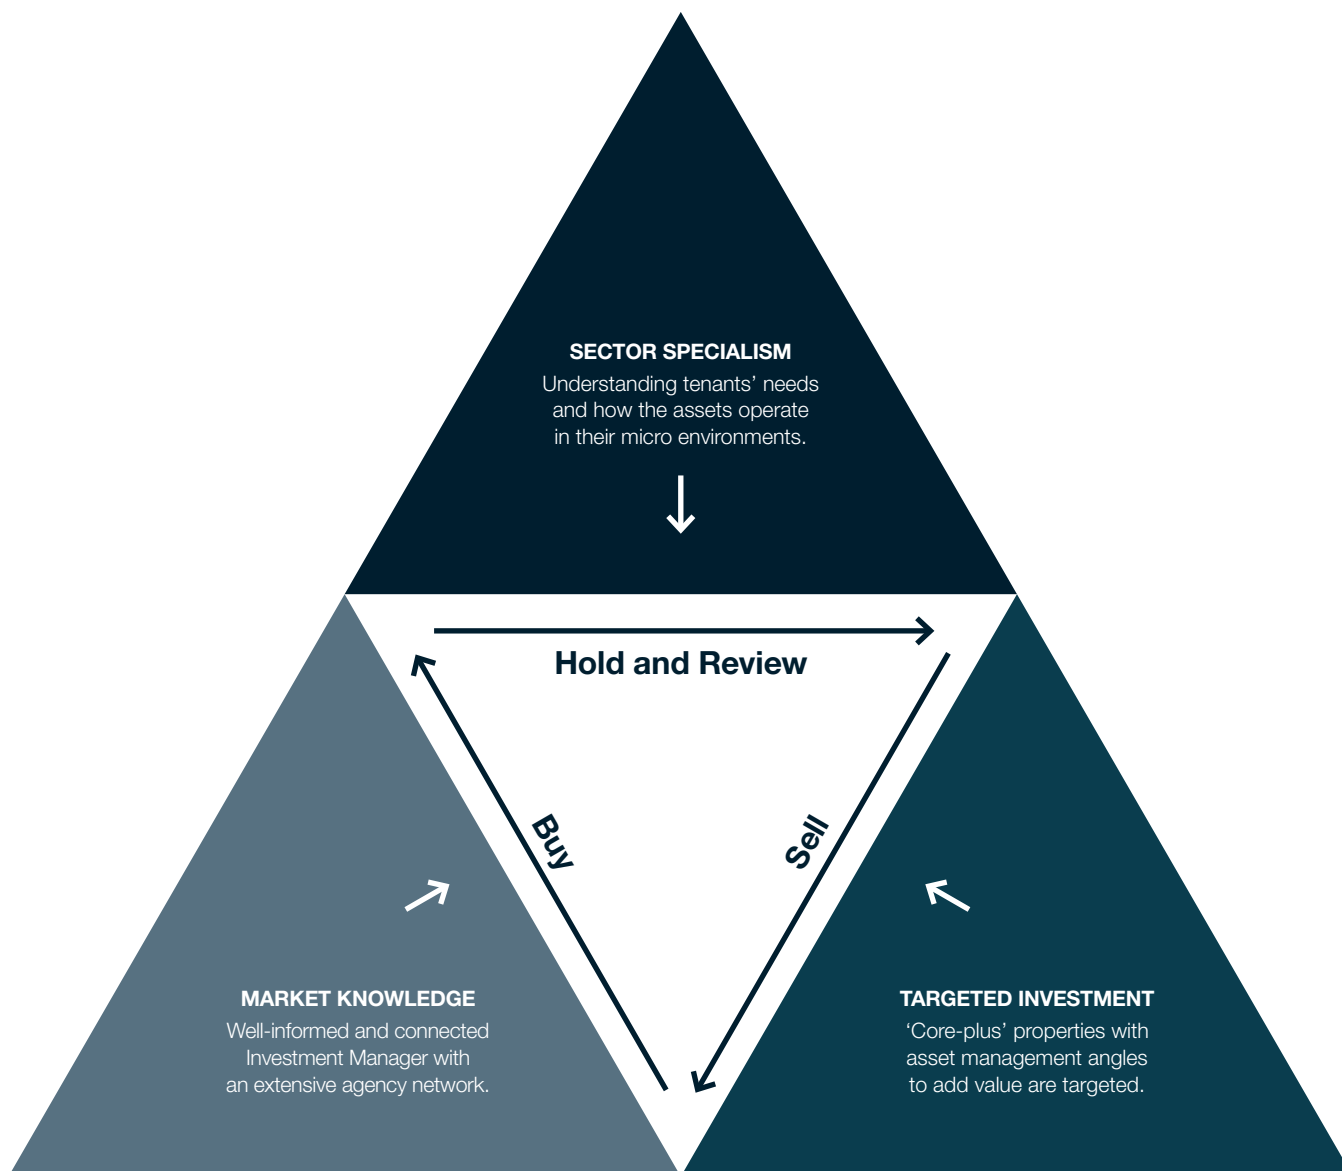 SECTOR SPECIALISM
Understanding tenants’ needs
and how the assets operate
in their micro environments.
Hold and Review
Buy
Sell
MARKET KNOWLEDGE
Well-informed and connected
Investment Manager with
an extensive agency network.
TARGETED INVESTMENT
‘Core-plus’ properties with
asset management angles
to add value are targeted.